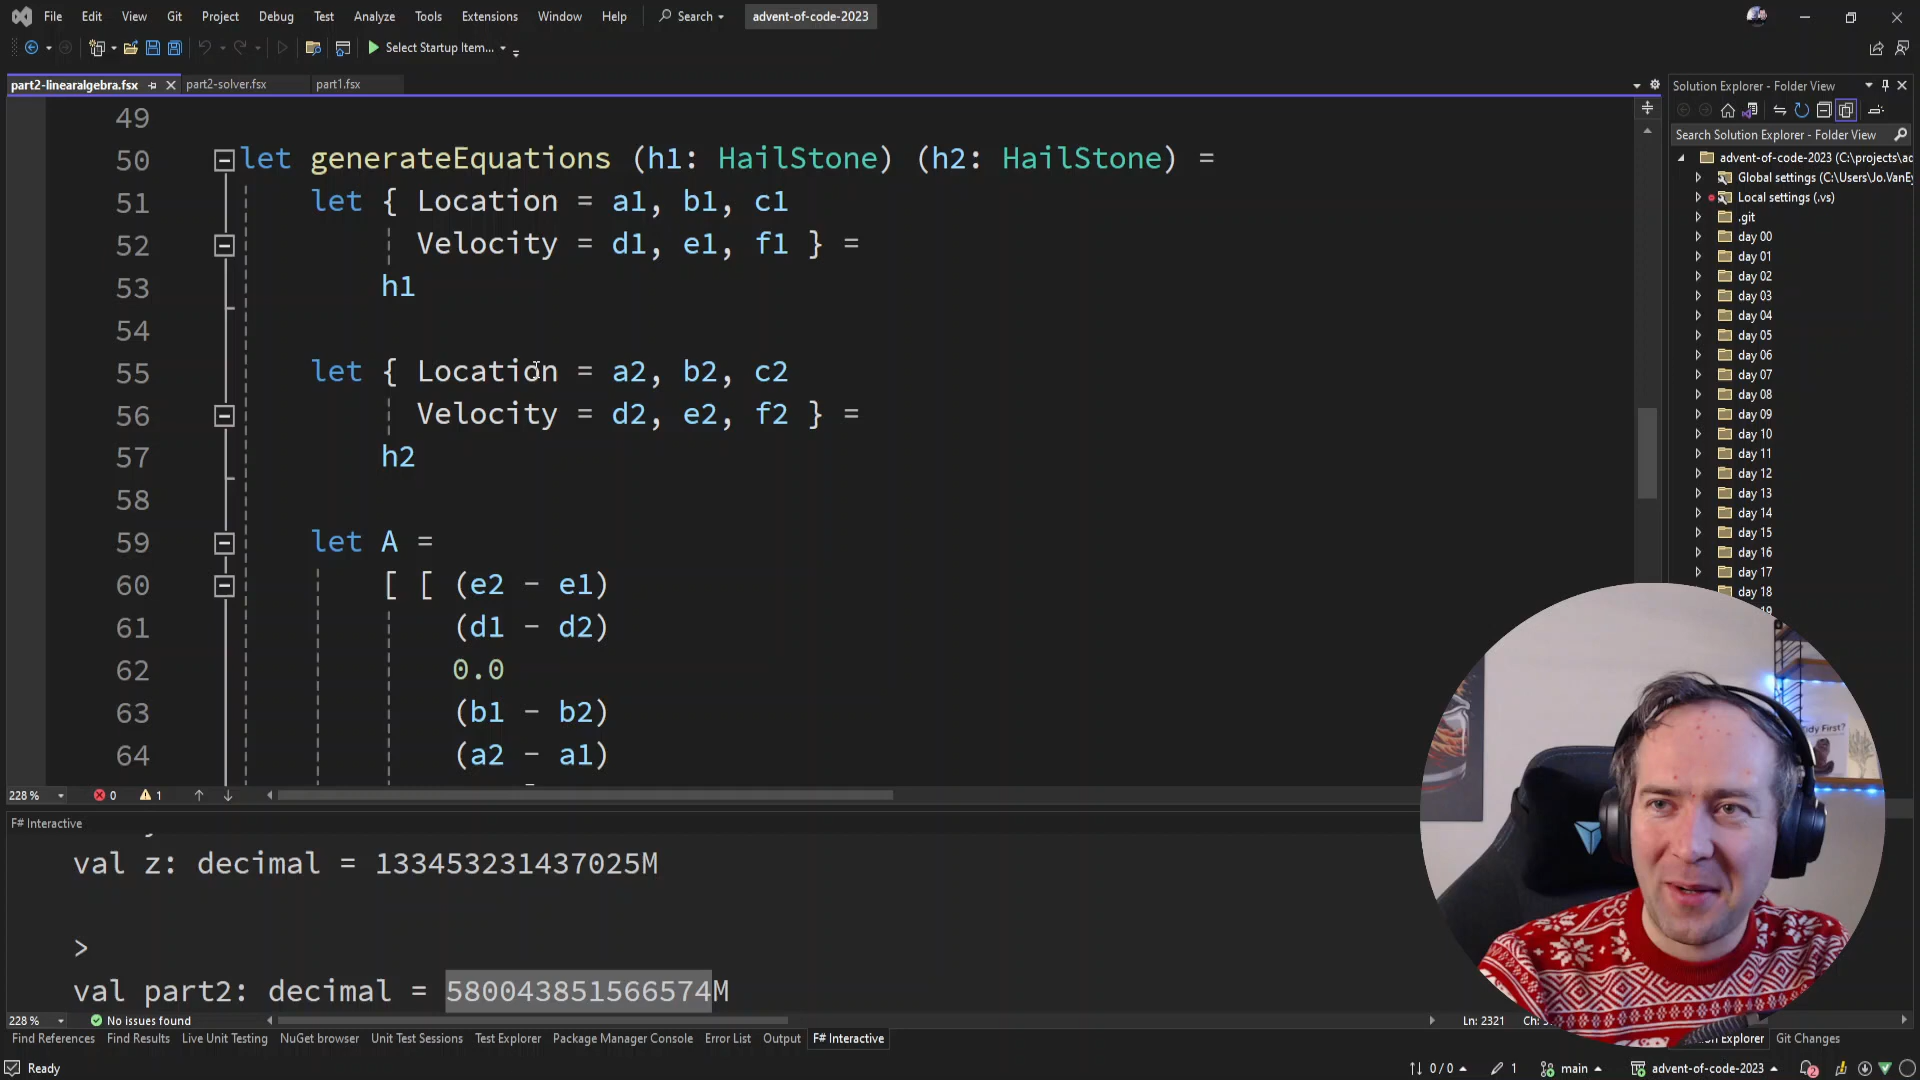 File Edit View Git Project Debug Test Analyze Tools Extensions Window Help Search advent-of-code-2023
Select Startup Item...
part2-linearalgebra.fsx part2-solver.fsx part1.fsx
49
50 let generateEquations (h1: HailStone) (h2: HailStone) =
51 let { Location = a1, b1, c1
52 Velocity = d1, e1, f1 } =
53 h1
54
55 let { Location = a2, b2, c2
56 Velocity = d2, e2, f2 } =
57 h2
58
59 let A =
60 [ [ (e2 - e1)
61 (d1 - d2)
62 0.0
63 (b1 - b2)
64 (a2 - a1)
228 % 0 1
F# Interactive
val z: decimal = 133453231437025M
>
val part2: decimal = 580043851566574M
228 % No issues found Ln: 2321 Ch:
Find References Find Results Live Unit Testing NuGet browser Unit Test Sessions Test Explorer Package Manager Console Error List Output F# Interactive
Explorer Git Changes
Ready 0 / 0 1 main advent-of-code-2023 2
Solution Explorer - Folder View
Search Solution Explorer - Folder View
advent-of-code-2023 (C:\projects\ad
Global settings (C:\Users\Jo.VanEy
Local settings (.vs)
.git
day 00
day 01
day 02
day 03
day 04
day 05
day 06
day 07
day 08
day 09
day 10
day 11
day 12
day 13
day 14
day 15
day 16
day 17
day 18